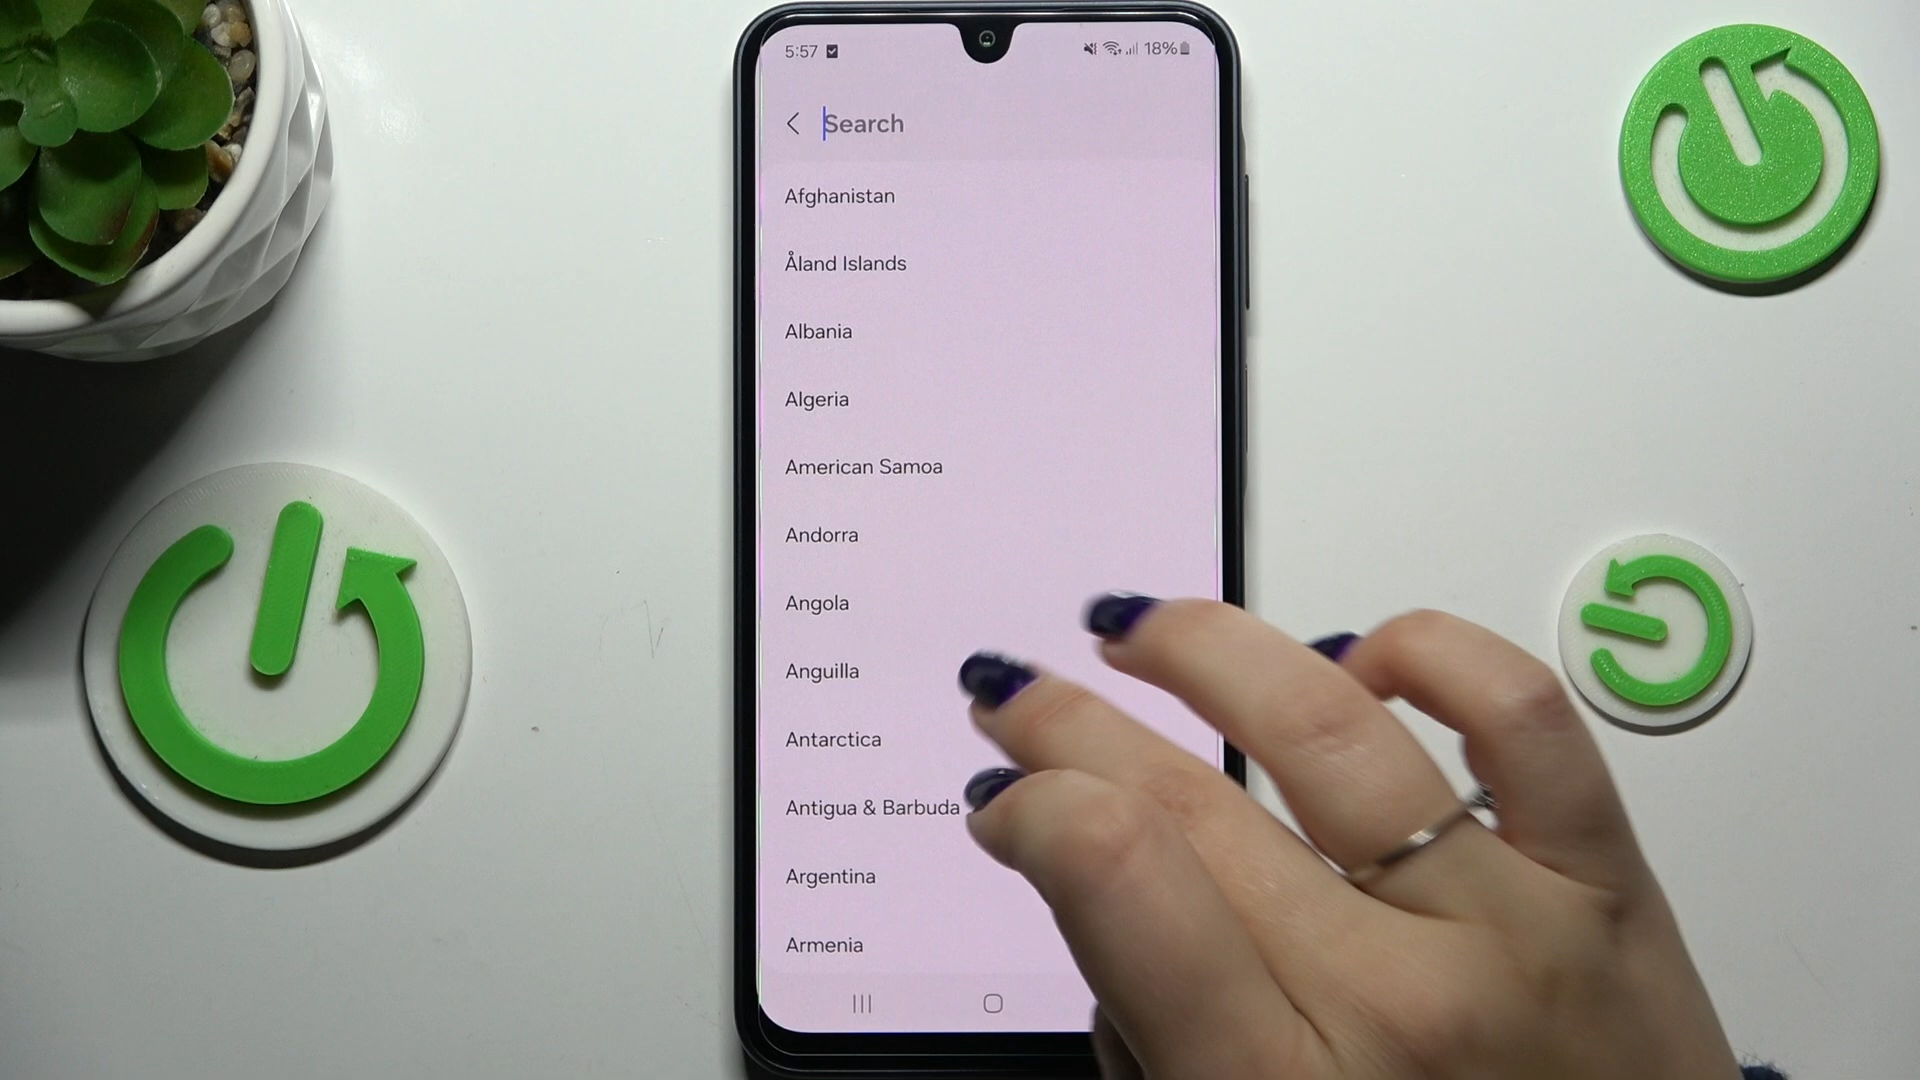 5:57
18%
Search
Afghanistan
Åland Islands
Albania
Algeria
American Samoa
Andorra
Angola
Anguilla
Antarctica
Antigua & Barbuda
Argentina
Armenia